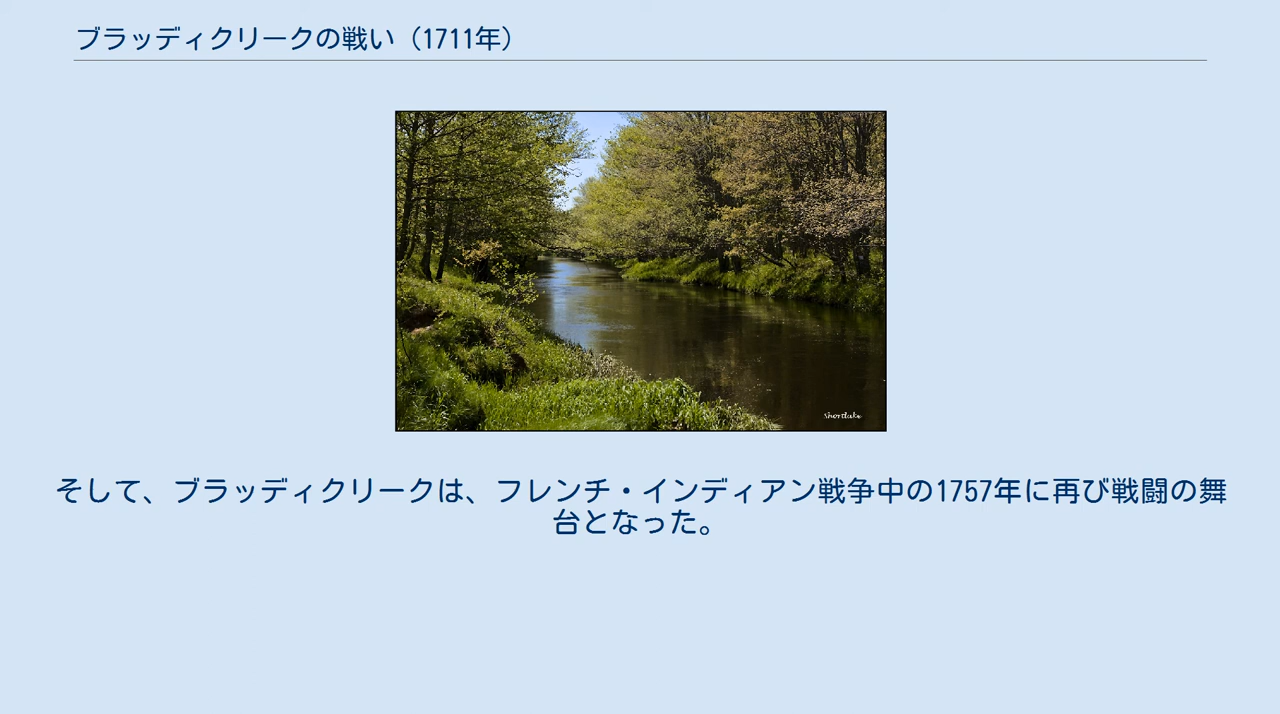 ブラッディクリークの戦い（1711年）
Shortlake
そして、ブラッディクリークは、フレンチ・インディアン戦争中の1757年に再び戦闘の舞
台となった。